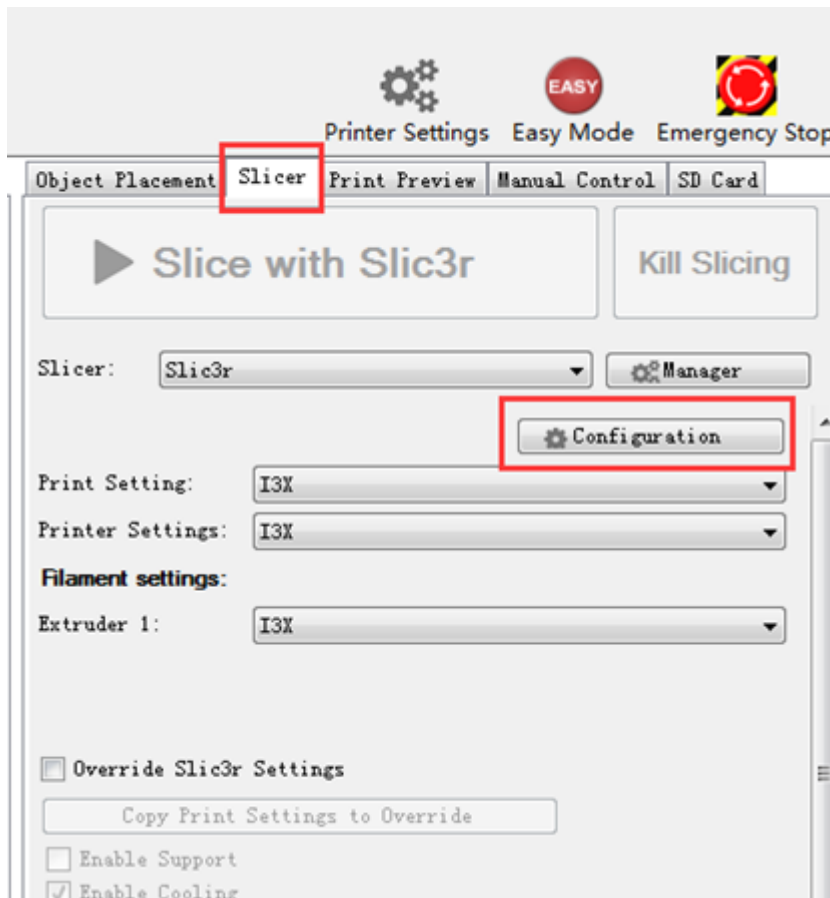 EASY
Printer Settings Easy Mode Emergency Stop
Object Placement Slicer Print Preview Manual Control SD Card
Slice with Slic3r Kill Slicing
Slicer: Slic3r Manager
Configuration
Print Setting: I3X
Printer Settings: I3X
Filament settings:
Extruder 1: I3X
Override Slic3r Settings
Copy Print Settings to Override
Enable Support
Enable Cooling